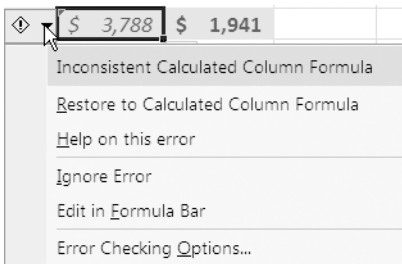 $ 3,788 $ 1,941
Inconsistent Calculated Column Formula
Restore to Calculated Column Formula
Help on this error
Ignore Error
Edit in Formula Bar
Error Checking Options...